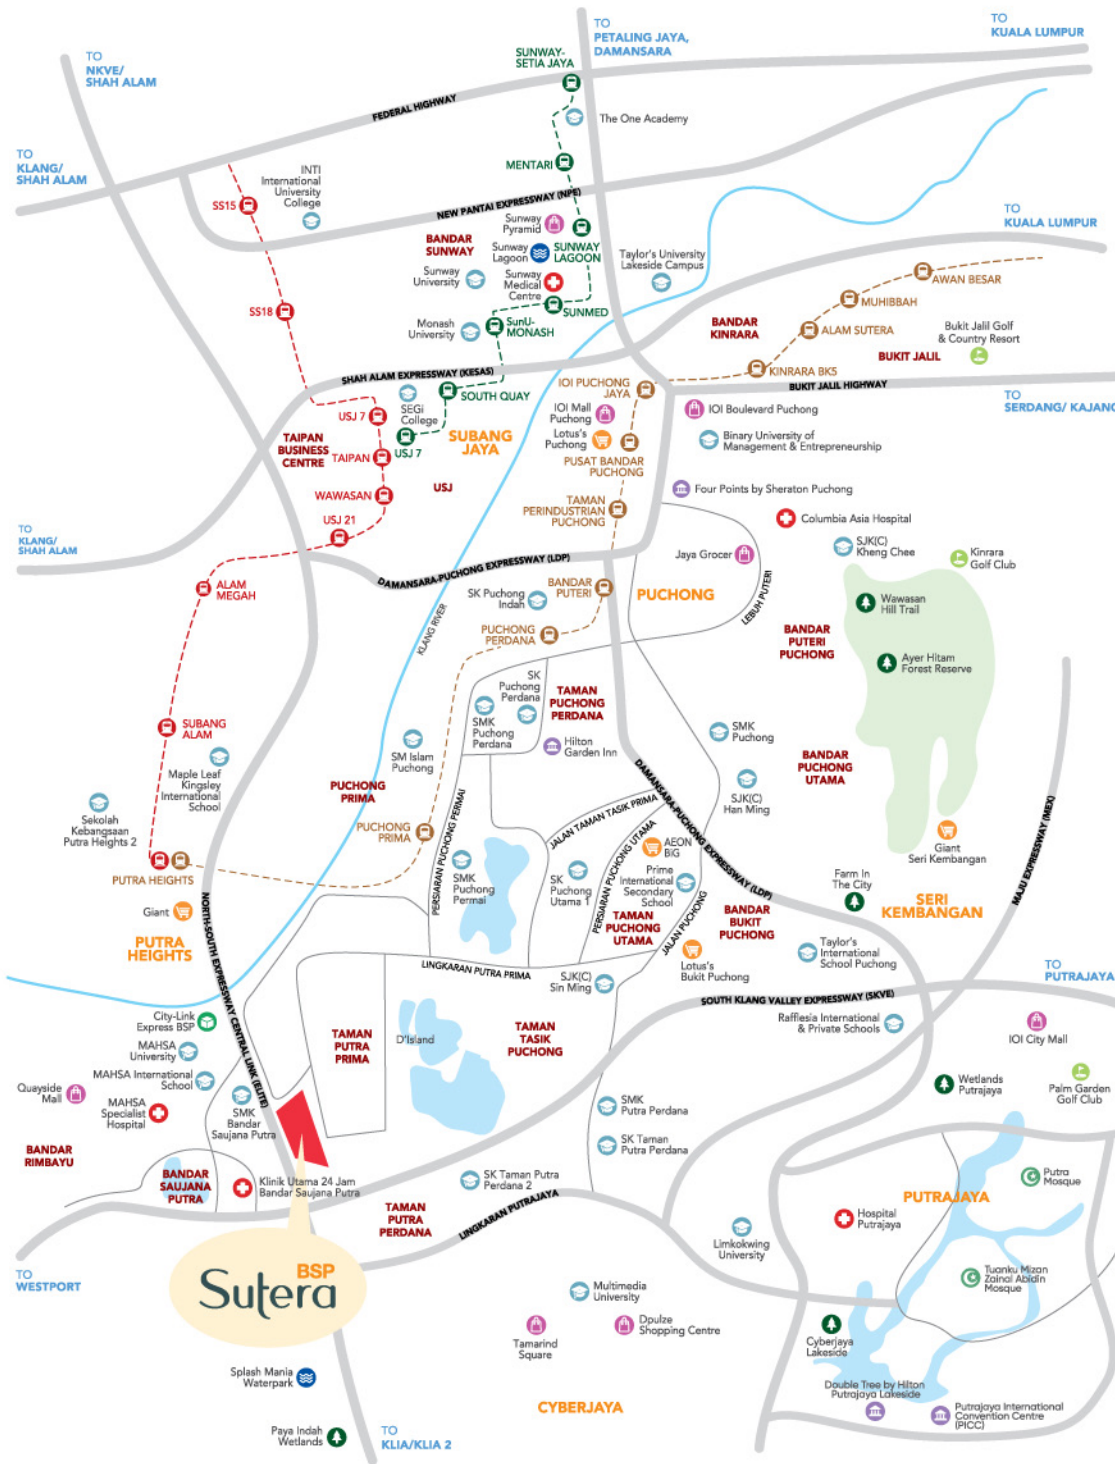 TO
NKVE/
SHAH ALAM
TO
PETALING JAYA,
DAMANSARA
TO
KUALA LUMPUR
SUNWAY-
SETIA JAYA
FEDERAL HIGHWAY
The One Academy
TO
KLANG/
SHAH ALAM
INTI
International
University
College
MENTARI
SS15
NEW PANTAI EXPRESSWAY (NPE)
Sunway
Pyramid
BANDAR
SUNWAY
Sunway
Lagoon
SUNWAY
LAGOON
TO
KUALA LUMPUR
Taylor's University
Lakeside Campus
Sunway
University
Sunway
Medical
Centre
AWAN BESAR
MUHIBBAH
SS18
SUNMED
Monash
University
SunU-
MONASH
BANDAR
KINRARA
ALAM SUTERA
BUKIT JALIL
Bukit Jalil Golf
& Country Resort
SHAH ALAM EXPRESSWAY (KESAS)
KINRARA BK5
BUKIT JALIL HIGHWAY
SOUTH QUAY
IOI PUCHONG
JAYA
SEGi
College
USJ 7
IOI Mall
Puchong
IOI Boulevard Puchong
TO
SERDANG/ KAJANG
TAIPAN
BUSINESS
CENTRE
USJ 7
SUBANG
JAYA
Lotus's
Puchong
Binary University of
Management & Entrepreneurship
TAIPAN
PUSAT BANDAR
PUCHONG
USJ
WAWASAN
Four Points by Sheraton Puchong
TAMAN
PERINDUSTRIAN
PUCHONG
USJ 21
Columbia Asia Hospital
TO
KLANG/
SHAH ALAM
SJK(C)
Kheng Chee
Jaya Grocer
Kinrara
Golf Club
DAMANSARA-PUCHONG EXPRESSWAY (LDP)
ALAM
MEGAH
BANDAR
PUTERI
PUCHONG
SK Puchong
Indah
LEBUH PUTERI
Wawasan
Hill Trail
KLANG RIVER
PUCHONG
PERDANA
BANDAR
PUTERI
PUCHONG
Ayer Hitam
Forest Reserve
SK
Puchong
Perdana
TAMAN
PUCHONG
PERDANA
SUBANG
ALAM
SMK
Puchong
Perdana
SMK
Puchong
SM Islam
Puchong
Hilton
Garden Inn
BANDAR
PUCHONG
UTAMA
Maple Leaf
Kingsley
International
School
PUCHONG
PRIMA
DAMANSARA-PUCHONG EXPRESSWAY (LDP)
SJK(C)
Han Ming
JALAN TAMAN TASIK PRIMA
Sekolah
Kebangsaan
Putra Heights 2
PUCHONG
PRIMA
PERSIARAN PUCHONG PERMAI
PERSIARAN PUCHONG UTAMA
AEON
BiG
Giant
Seri Kembangan
MAJU EXPRESSWAY (MEX)
PUTRA HEIGHTS
SMK
Puchong
Permai
SK
Puchong
Utama 1
Prime
International
Secondary
School
Farm In
The City
SERI
KEMBANGAN
Giant
TAMAN
PUCHONG
UTAMA
JALAN PUCHONG
BANDAR
BUKIT
PUCHONG
PUTRA
HEIGHTS
NORTH-SOUTH EXPRESSWAY CENTRAL LINK (ELITE)
Taylor's
International
School Puchong
Lotus's
Bukit Puchong
LINGKARAN PUTRA PRIMA
SJK(C)
Sin Ming
TO
PUTRAJAYA
SOUTH KLANG VALLEY EXPRESSWAY (SKVE)
City-Link
Express BSP
Rafflesia International
& Private Schools
IOI City Mall
TAMAN
PUTRA
PRIMA
D'Island
TAMAN
TASIK
PUCHONG
MAHSA
University
MAHSA International
School
Quayside
Mall
MAHSA
Specialist
Hospital
SMK
Bandar
Saujana Putra
Wetlands
Putrajaya
Palm Garden
Golf Club
SMK
Putra Perdana
SK Taman
Putra Perdana
BANDAR
RIMBAYU
BANDAR
SAUJANA
PUTRA
Klinik Utama 24 Jam
Bandar Saujana Putra
SK Taman Putra
Perdana 2
Putra
Mosque
PUTRAJAYA
TAMAN
PUTRA
PERDANA
LINGKARAN PUTRAJAYA
Hospital
Putrajaya
Limkokwing
University
TO
WESTPORT
BSP
Sutera
Tuanku Mizan
Zainal Abidin
Mosque
Multimedia
University
Tamarind
Square
Dpulze
Shopping Centre
Cyberjaya
Lakeside
Splash Mania
Waterpark
Double Tree by Hilton
Putrajaya Lakeside
CYBERJAYA
Putrajaya International
Convention Centre
(PICC)
Paya Indah
Wetlands
TO
KLIA/KLIA 2